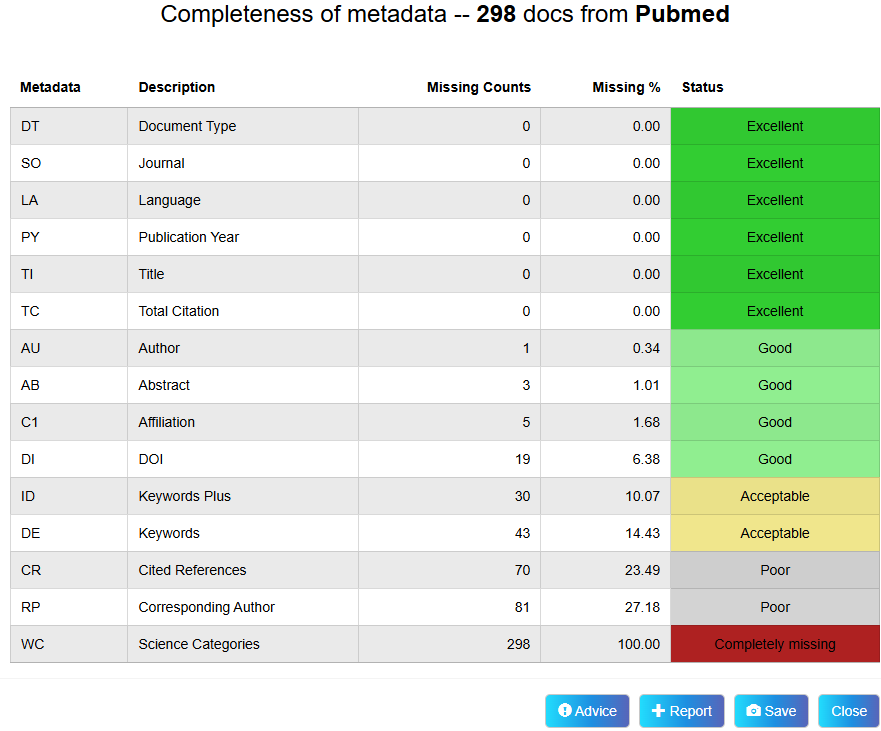 Completeness of metadata -- 298 docs from Pubmed
Metadata Description Missing Counts Missing % Status
DT Document Type 0 0.00 Excellent
SO Journal 0 0.00 Excellent
LA Language 0 0.00 Excellent
PY Publication Year 0 0.00 Excellent
TI Title 0 0.00 Excellent
TC Total Citation 0 0.00 Excellent
AU Author 1 0.34 Good
AB Abstract 3 1.01 Good
C1 Affiliation 5 1.68 Good
DI DOI 19 6.38 Good
ID Keywords Plus 30 10.07 Acceptable
DE Keywords 43 14.43 Acceptable
CR Cited References 70 23.49 Poor
RP Corresponding Author 81 27.18 Poor
WC Science Categories 298 100.00 Completely missing
Advice Report Save Close